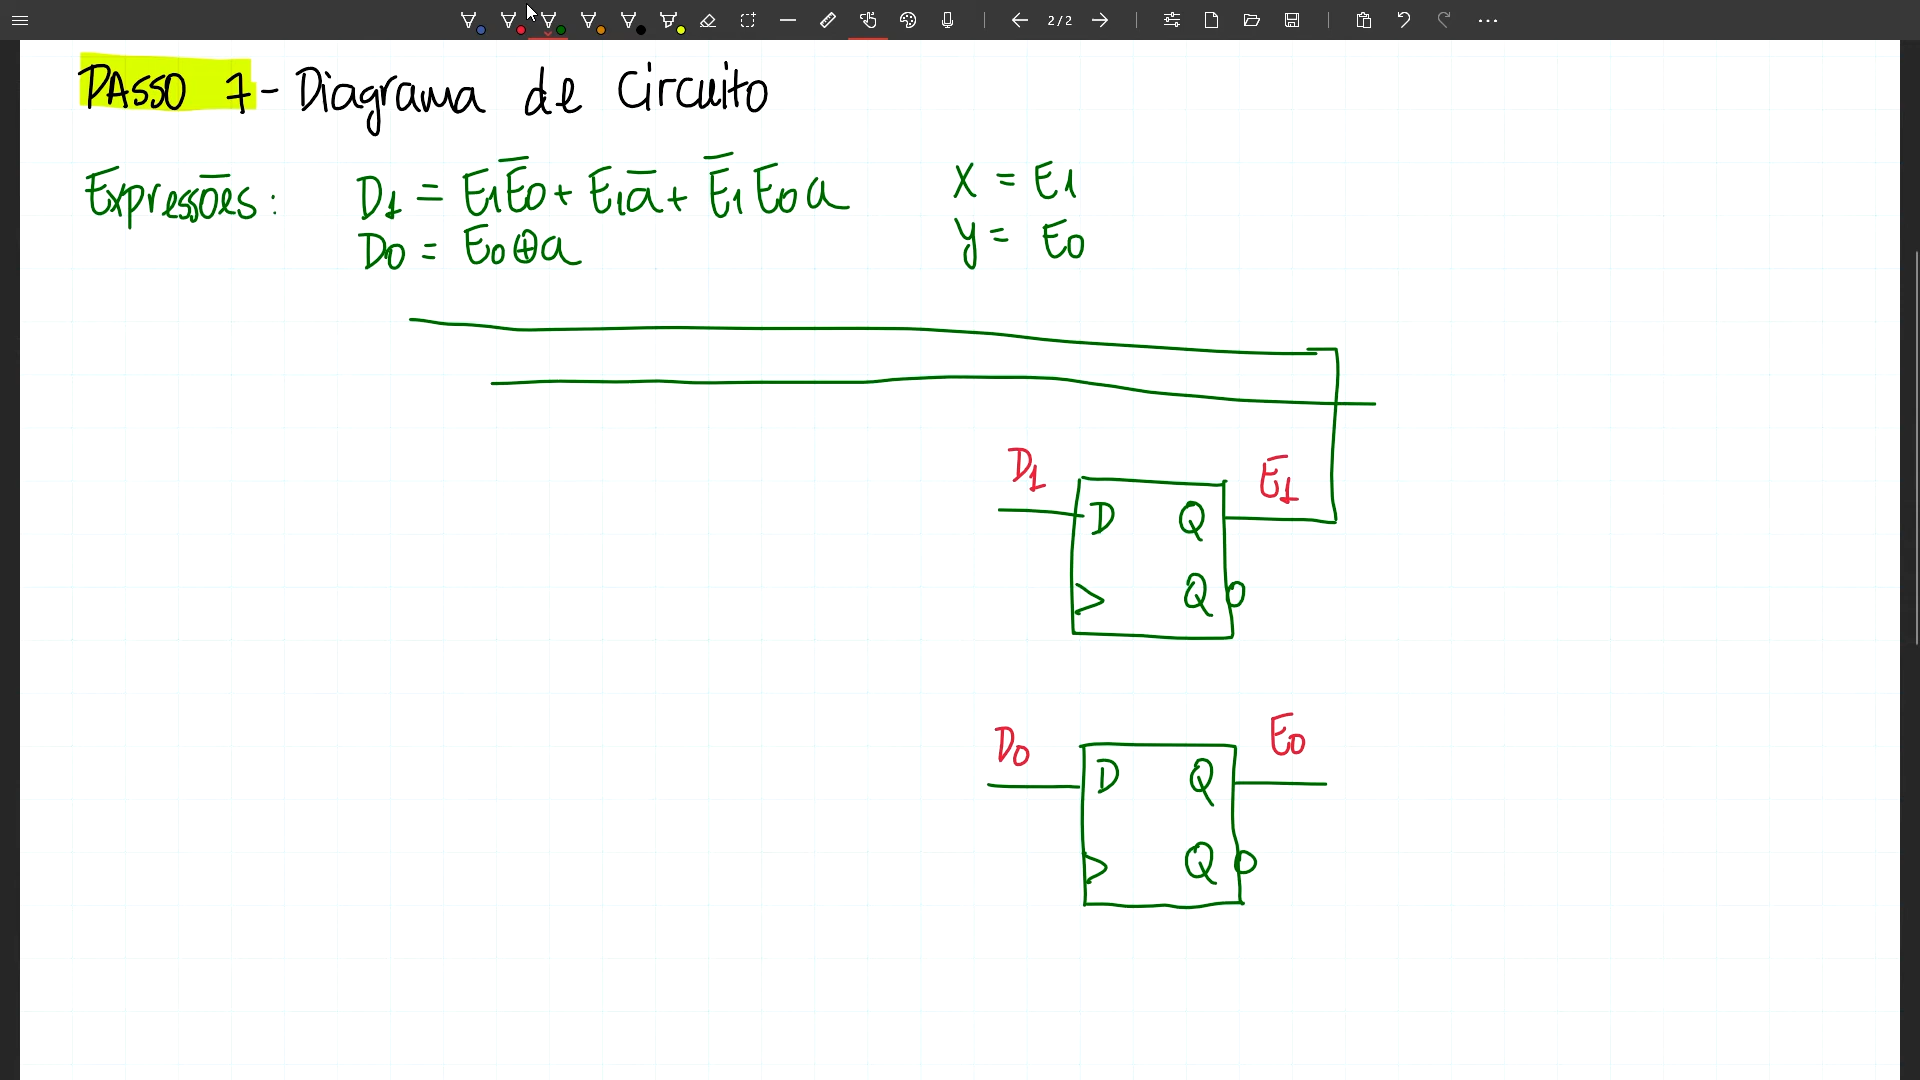 2/2
PASSO 7 - Diagrama de Circuito
Expressões: D1 = E1E̅0 + E1a̅ + E̅1E0a
D0 = E0⊕a
X = E1
Y = E0
D1
E1
D Q
Q
D0
E0
D Q
Q